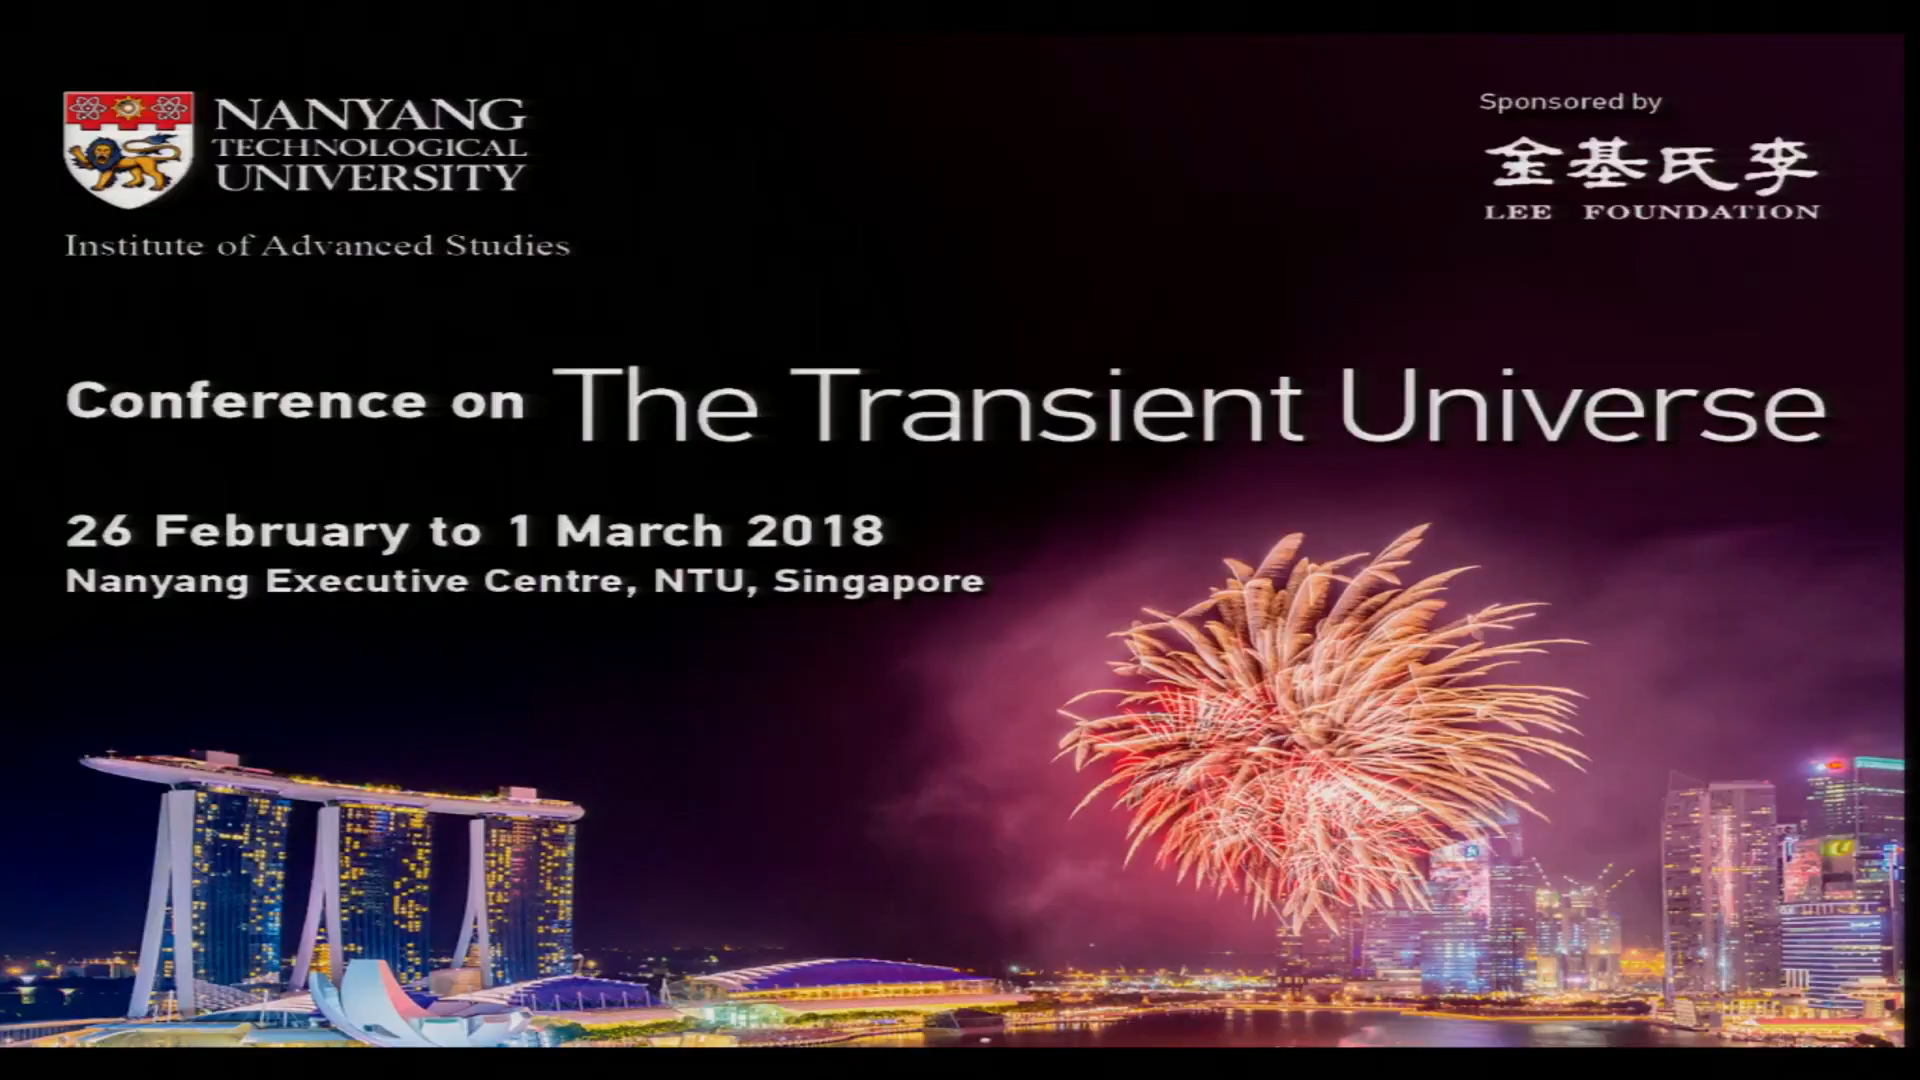 NANYANG
TECHNOLOGICAL
UNIVERSITY
Institute of Advanced Studies
Sponsored by
金基氏李
LEE FOUNDATION
Conference on The Transient Universe
26 February to 1 March 2018
Nanyang Executive Centre, NTU, Singapore